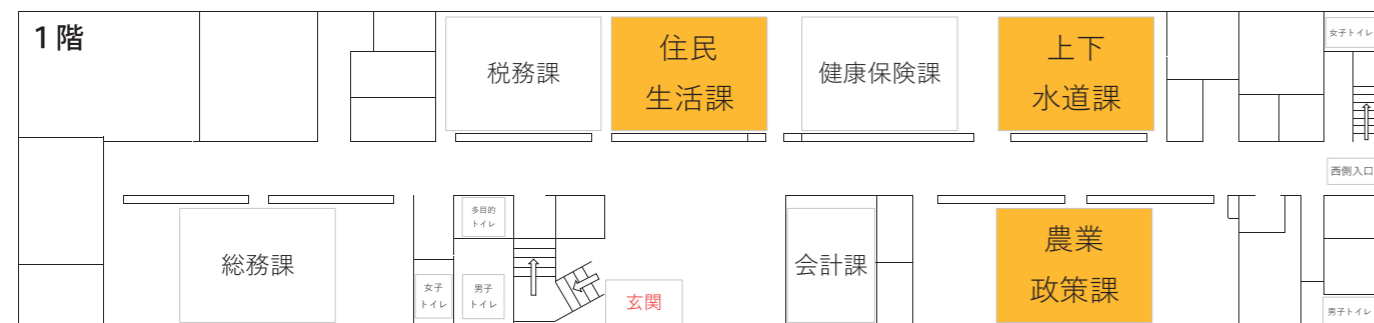 1階
税務課
住民
生活課
健康保険課
上下
水道課
女子トイレ
西側入口
総務課
多目的
トイレ
女子
トイレ
男子
トイレ
玄関
会計課
農業
政策課
男子トイレ